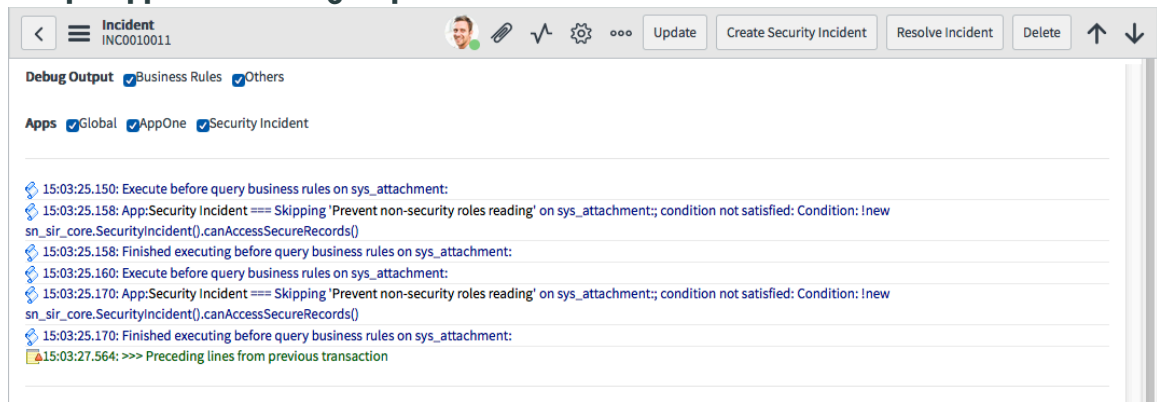 Incident
INC0010011
Update
Create Security Incident
Resolve Incident
Delete
Debug Output Business Rules Others
Apps Global AppOne Security Incident
15:03:25.150: Execute before query business rules on sys_attachment:
15:03:25.158: App:Security Incident === Skipping 'Prevent non-security roles reading' on sys_attachment:; condition not satisfied: Condition: !new
sn_sir_core.SecurityIncident().canAccessSecureRecords()
15:03:25.158: Finished executing before query business rules on sys_attachment:
15:03:25.160: Execute before query business rules on sys_attachment:
15:03:25.170: App:Security Incident === Skipping 'Prevent non-security roles reading' on sys_attachment:; condition not satisfied: Condition: !new
sn_sir_core.SecurityIncident().canAccessSecureRecords()
15:03:25.170: Finished executing before query business rules on sys_attachment:
15:03:27.564: >>> Preceding lines from previous transaction